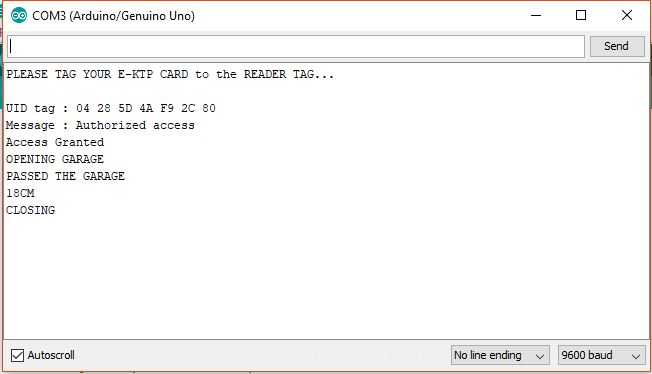 COM3 (Arduino/Genuino Uno)
Send
PLEASE TAG YOUR E-KTP CARD to the READER TAG...
UID tag : 04 28 5D 4A F9 2C 80
Message : Authorized access
Access Granted
OPENING GARAGE
PASSED THE GARAGE
18CM
CLOSING
Autoscroll
No line ending
9600 baud